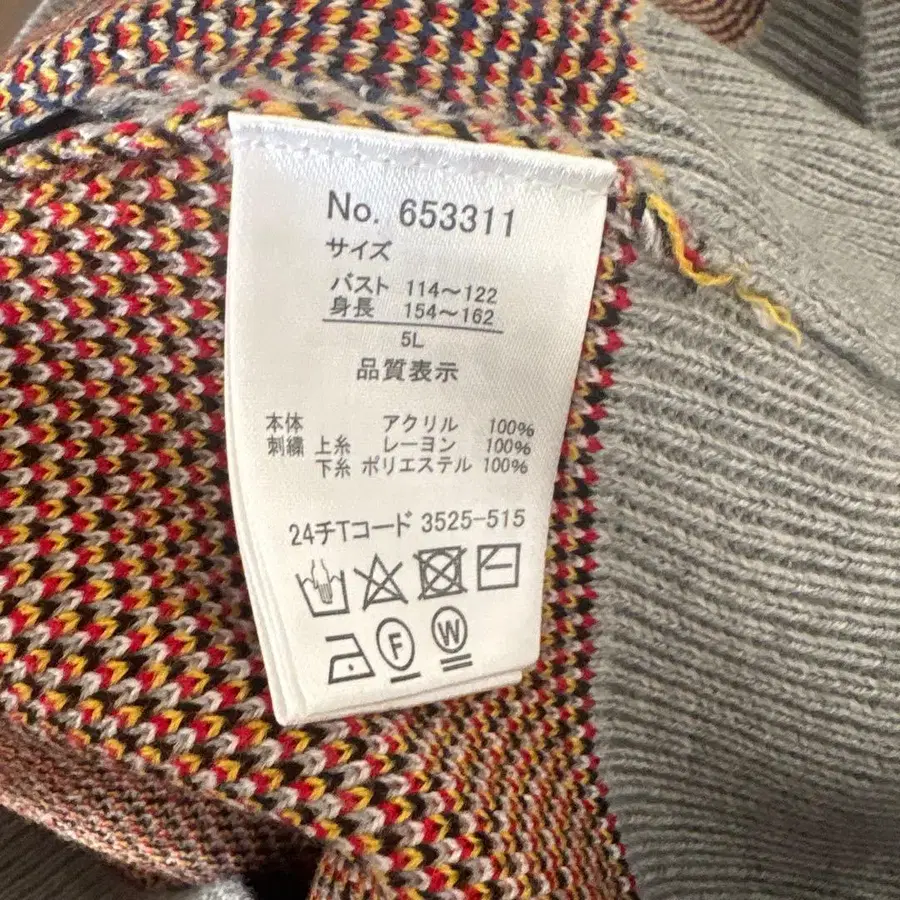 No. 653311
サイズ
バスト 114〜122
身長 154〜162
5L
品質表示
本体 アクリル 100%
刺繍 上糸 レーヨン 100%
下糸 ポリエステル 100%
24チTコード 3525-515
F W